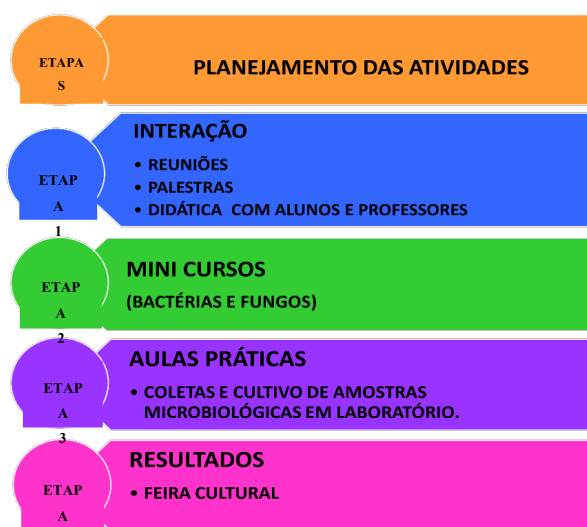 ETAPA
S
PLANEJAMENTO DAS ATIVIDADES
ETAP
A
1
INTERAÇÃO
• REUNIÕES
• PALESTRAS
• DIDÁTICA COM ALUNOS E PROFESSORES
ETAP
A
2
MINI CURSOS
(BACTÉRIAS E FUNGOS)
ETAP
A
3
AULAS PRÁTICAS
• COLETAS E CULTIVO DE AMOSTRAS
MICROBIOLÓGICAS EM LABORATÓRIO.
ETAP
A
RESULTADOS
• FEIRA CULTURAL